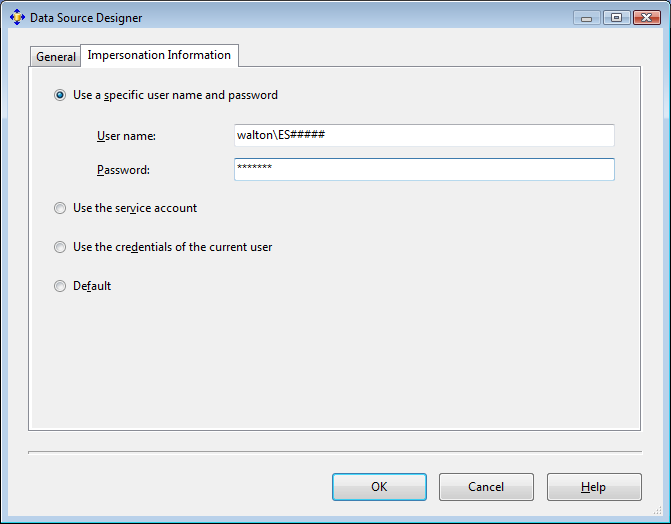 Data Source Designer
General
Impersonation Information
Use a specific user name and password
User name:
walton\ES#####
Password:
*******
Use the service account
Use the credentials of the current user
Default
OK
Cancel
Help